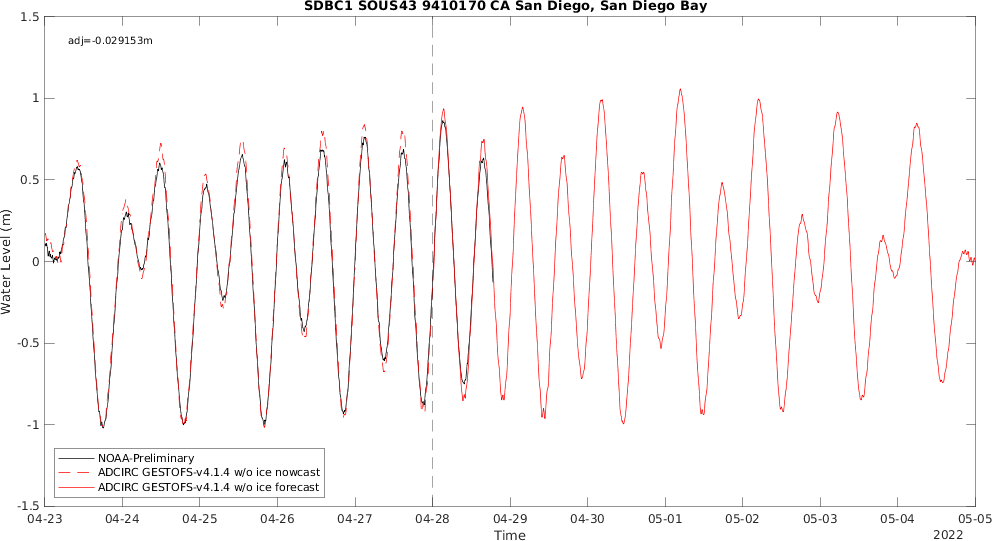 SDBC1 SOUS43 9410170 CA San Diego, San Diego Bay
adj=-0.029153m
1.5
1
0.5
0
-0.5
-1
-1.5
Water Level (m)
NOAA-Preliminary
ADCIRC GESTOFS-v4.1.4 w/o ice nowcast
ADCIRC GESTOFS-v4.1.4 w/o ice forecast
04-23 04-24 04-25 04-26 04-27 04-28 04-29 04-30 05-01 05-02 05-03 05-04 05-05
Time
2022